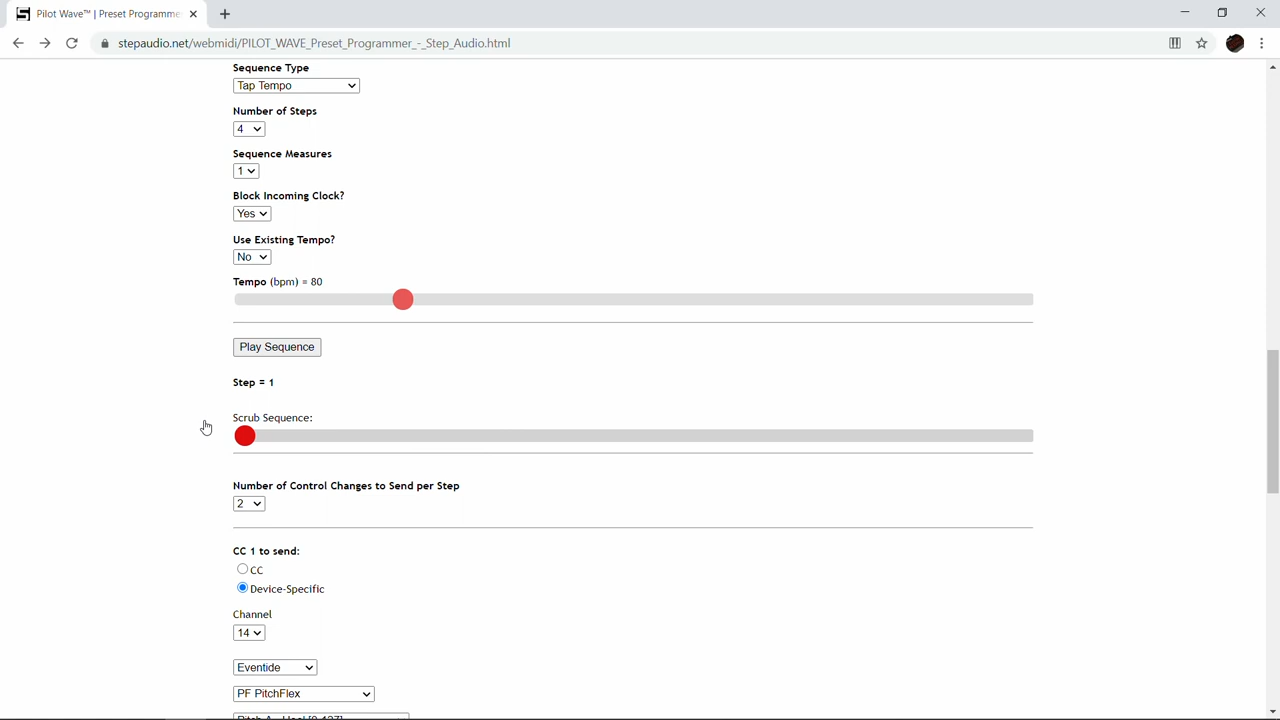 Pilot Wave™ | Preset Programme
stepaudio.net/webmidi/PILOT_WAVE_Preset_Programmer_-_Step_Audio.html
Sequence Type
Tap Tempo
Number of Steps
4
Sequence Measures
1
Block Incoming Clock?
Yes
Use Existing Tempo?
No
Tempo (bpm) = 80
Play Sequence
Step = 1
Scrub Sequence:
Number of Control Changes to Send per Step
2
CC 1 to send:
CC
Device-Specific
Channel
14
Eventide
PF PitchFlex